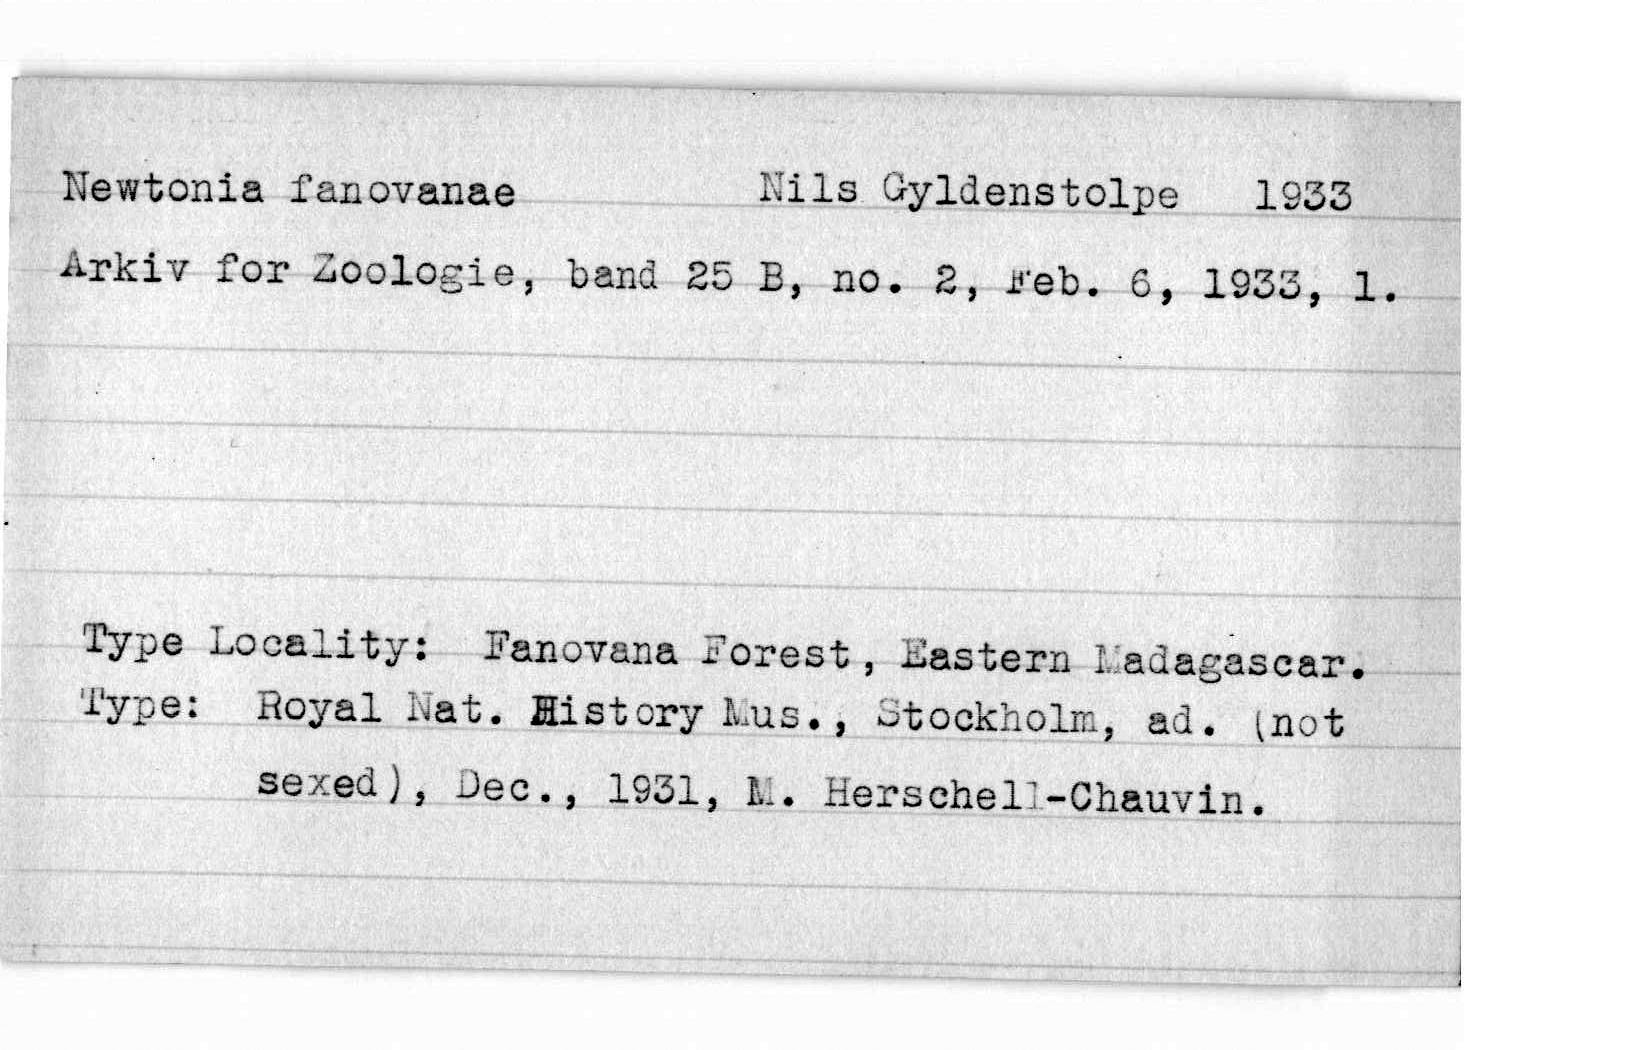 Newtonia fanovanae Nils Gyldenstolpe 1933
Arkiv for Zoologie, band 25 B, no. 2, Feb. 6, 1933, 1.
Type Locality: Fanovana Forest, Eastern Madagascar.
Type: Royal Nat. History Mus., Stockholm, ad. (not
sexed), Dec., 1931, M. Herschell-Chauvin.